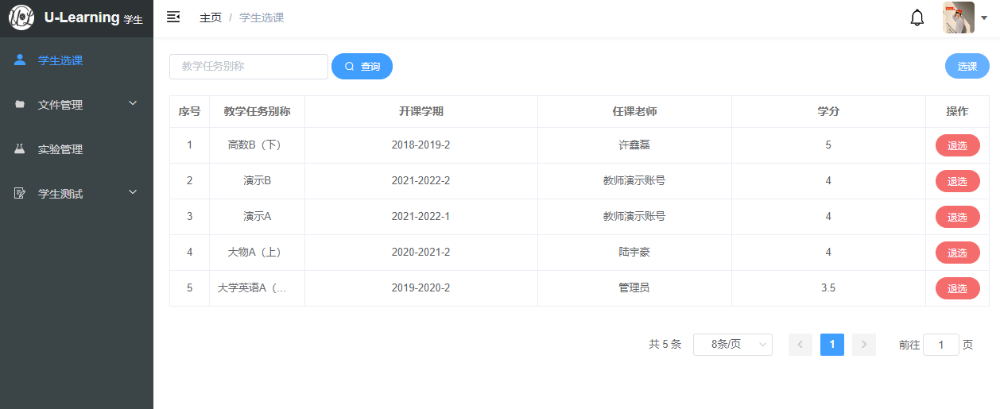 U-Learning 学生
主页 / 学生选课
学生选课
文件管理
实验管理
学生测试
教学任务别称 查询 选课
序号 教学任务别称 开课学期 任课老师 学分 操作
1 高数B（下） 2018-2019-2 许鑫磊 5 退选
2 演示B 2021-2022-2 教师演示账号 4 退选
3 演示A 2021-2022-1 教师演示账号 4 退选
4 大物A（上） 2020-2021-2 陆宇豪 4 退选
5 大学英语A（... 2019-2020-2 管理员 3.5 退选
共 5 条 8条/页 1 前往 1 页